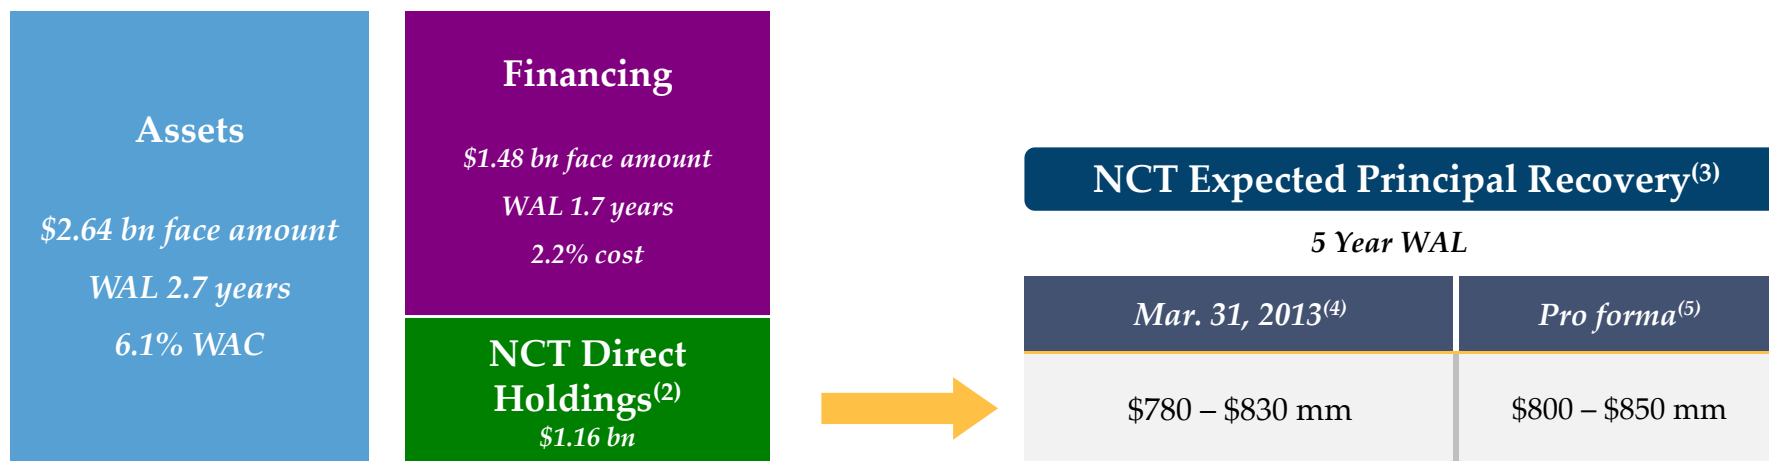 Assets
$2.64 bn face amount
WAL 2.7 years
6.1% WAC
Financing
$1.48 bn face amount
WAL 1.7 years
2.2% cost
NCT Direct
Holdings(2)
$1.16 bn
NCT Expected Principal Recovery(3)
5 Year WAL
Mar. 31, 2013(4) Pro forma(5)
$780 – $830 mm $800 – $850 mm